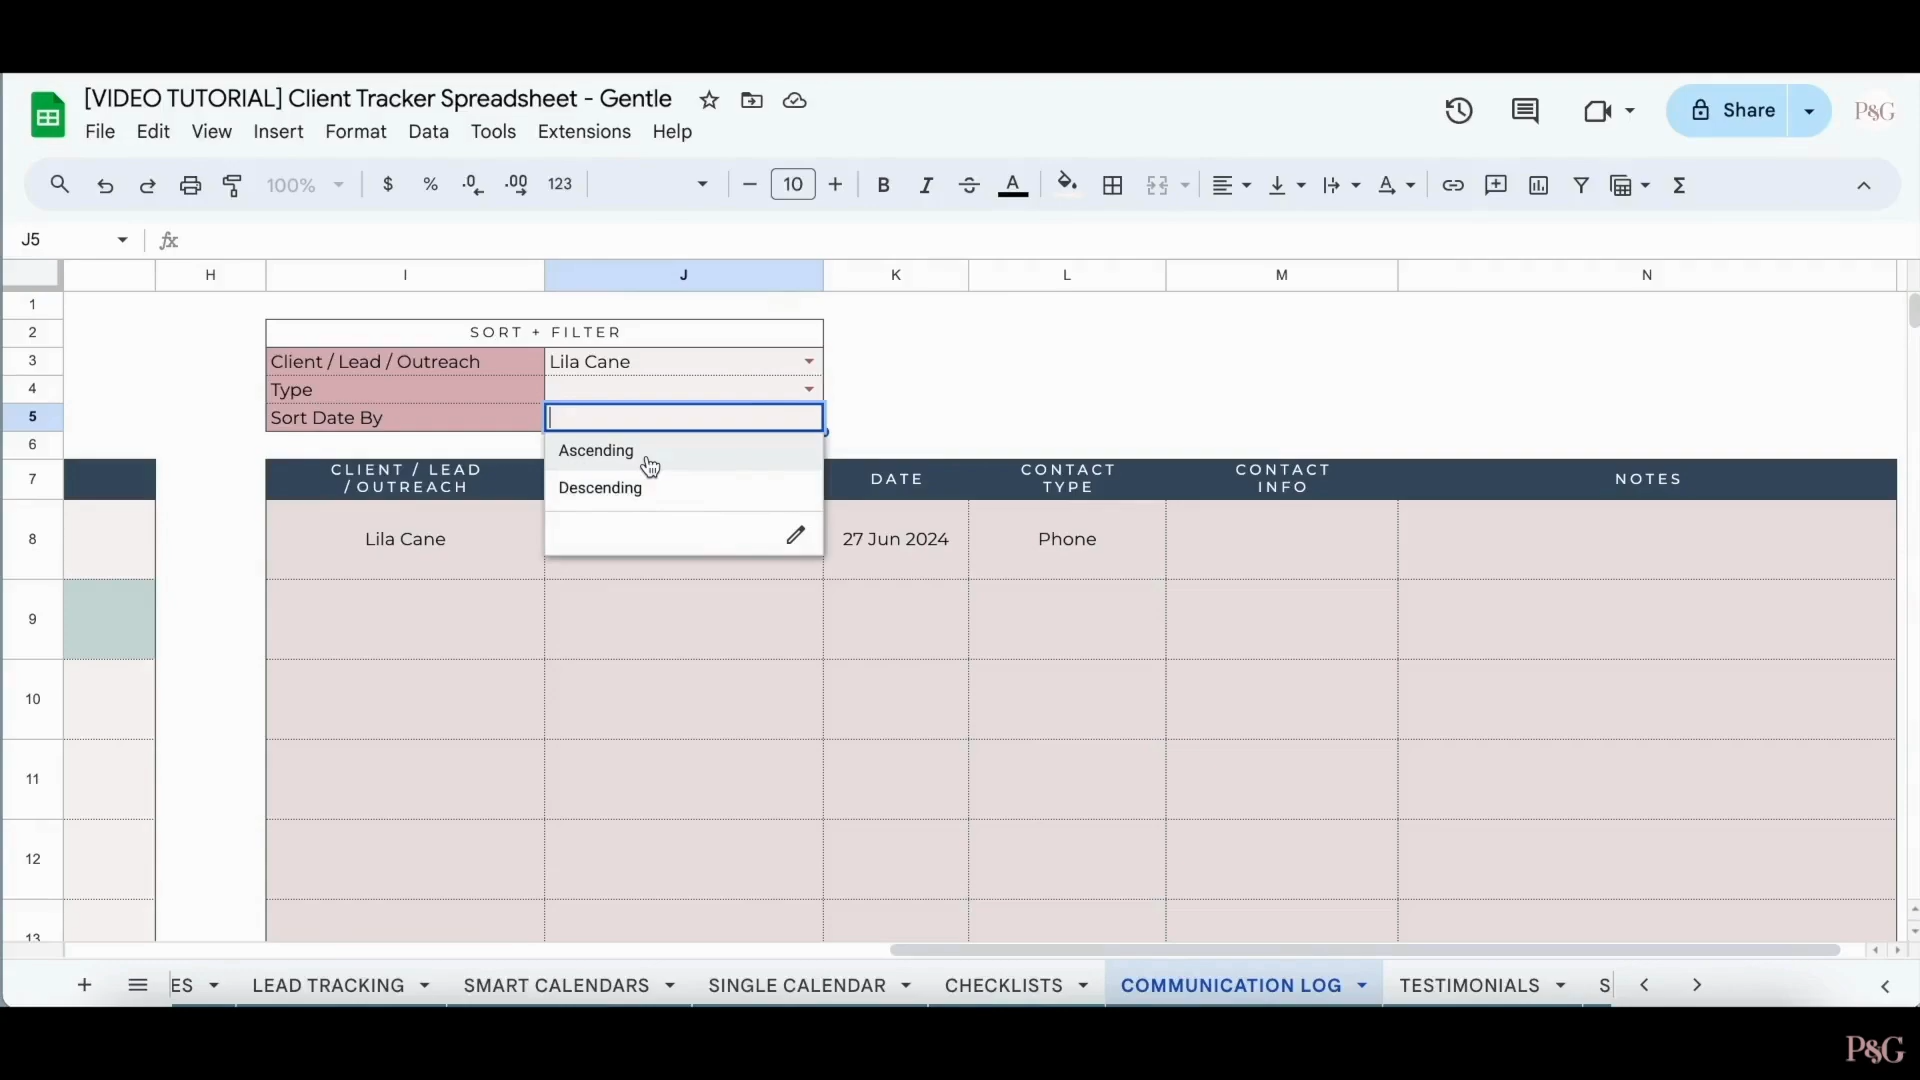 [VIDEO TUTORIAL] Client Tracker Spreadsheet - Gentle
Share
P&G
File Edit View Insert Format Data Tools Extensions Help
100% $ % .0 .00 123 10 B I S A A Σ
J5 fx
H I J K L M N
1
2 SORT + FILTER
3 Client / Lead / Outreach Lila Cane
4 Type
5 Sort Date By
Ascending
Descending
6
7 CLIENT / LEAD
/ OUTREACH
DATE
CONTACT
TYPE
CONTACT
INFO
NOTES
8 Lila Cane 27 Jun 2024 Phone
9
10
11
12
13
ES LEAD TRACKING SMART CALENDARS SINGLE CALENDAR CHECKLISTS COMMUNICATION LOG TESTIMONIALS S
P&G